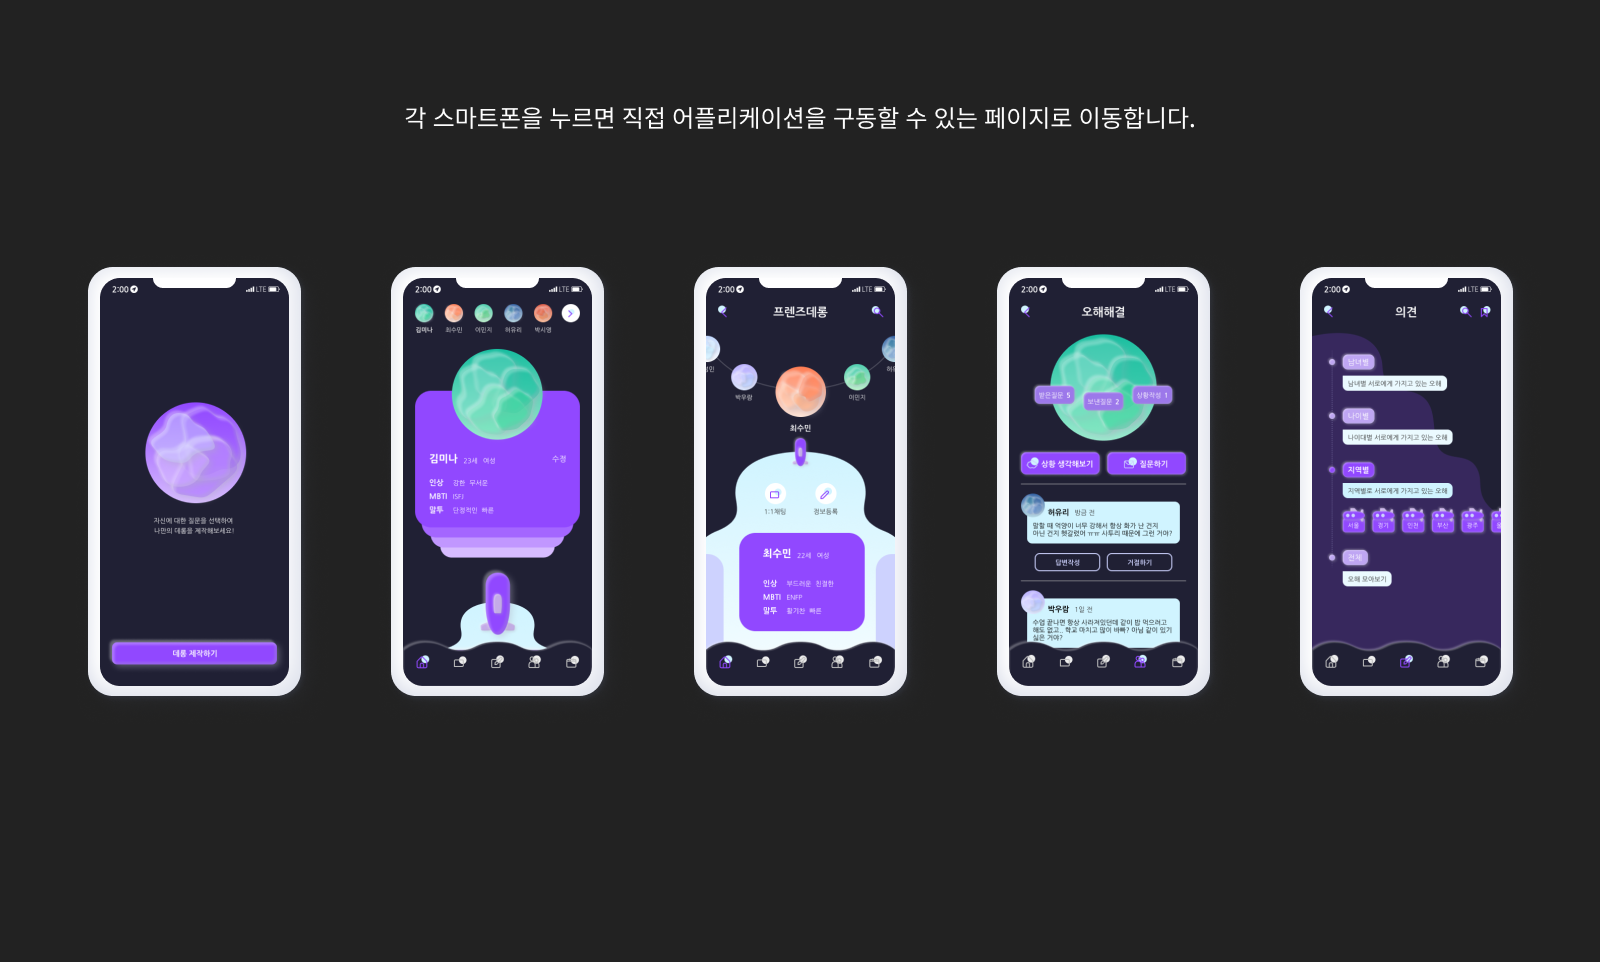 각 스마트폰을 누르면 직접 어플리케이션을 구동할 수 있는 페이지로 이동합니다.
2:00 LTE
자신에 대한 질문을 선택하여
나만의 데롱을 제작해보세요!
데롱 제작하기
2:00 LTE
김미나 최수민 이민지 허유리 박시영
김미나 23세 여성 수정
인상 강한 무서운
MBTI ISFJ
말투 단정적인 빠른
2:00 LTE
프렌즈데롱
박우람 이민지
최수민
1:1채팅 정보등록
최수민 22세 여성
인상 부드러운 친절한
MBTI ENFP
말투 활기찬 빠른
2:00 LTE
오해해결
받은질문 5 보낸질문 2 상황작성 1
상황 생각해보기 질문하기
허유리 방금 전
말할 때 억양이 너무 강해서 항상 화가 난 건지
아닌 건지 헷갈렸어 ㅠㅠ 사투리 때문에 그런 거야?
답변작성 거절하기
박우람 1일 전
수업 끝나면 항상 사라져있던데 같이 밥 먹으려고
해도 없고.. 학교 마치고 많이 바빠? 아님 같이 있기
싫은 거야?
2:00 LTE
의견
남녀별
남녀별 서로에게 가지고 있는 오해
나이별
나이대별 서로에게 가지고 있는 오해
지역별
지역별로 서로에게 가지고 있는 오해
서울 경기 인천 부산 광주
전체
오해 모아보기